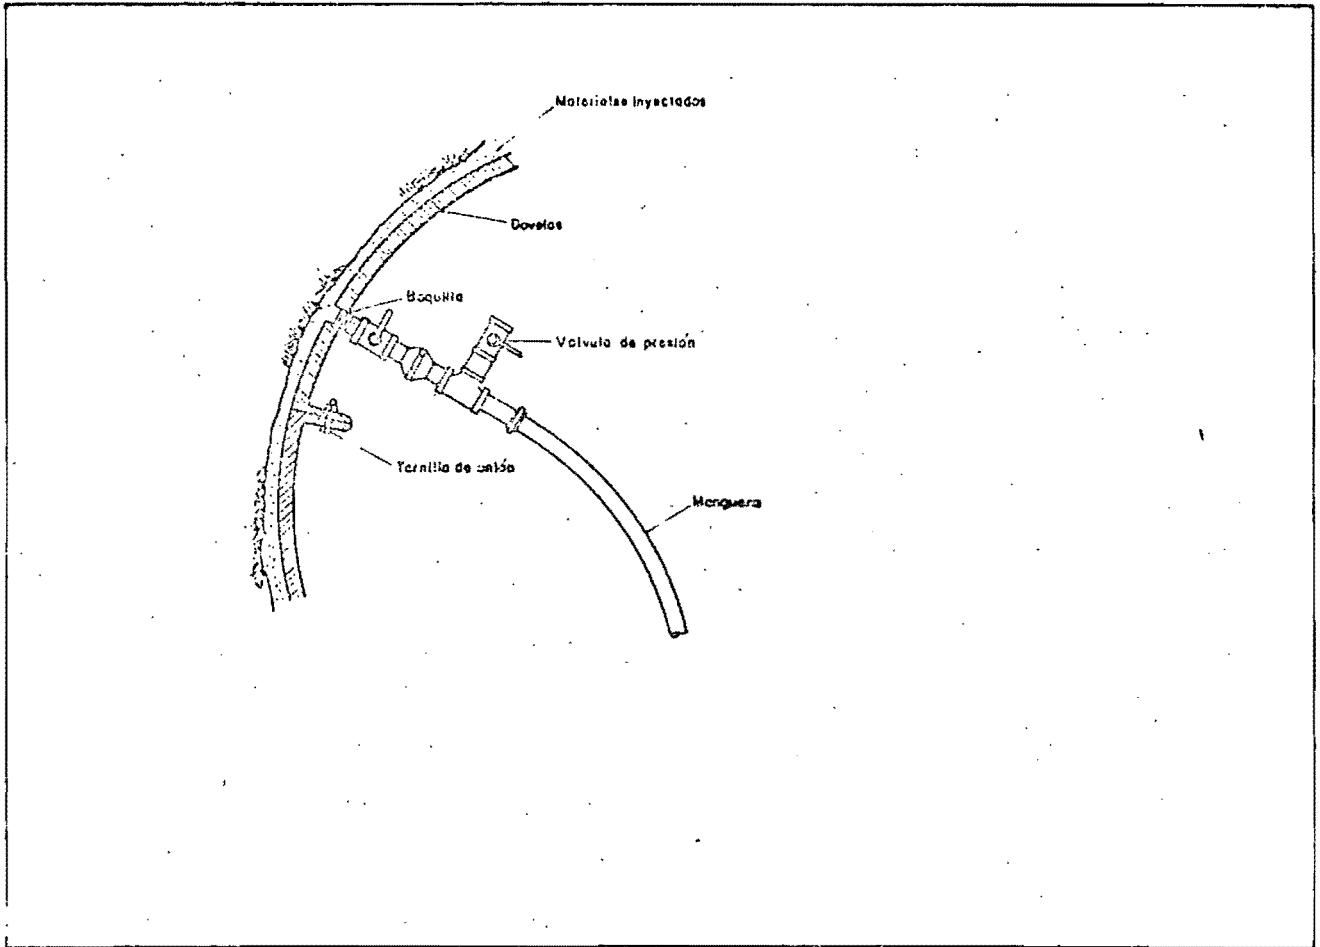 Materiales Inyectados
Dovelas
Boquilla
Valvula de presión
Tornillo de unión
Manguera